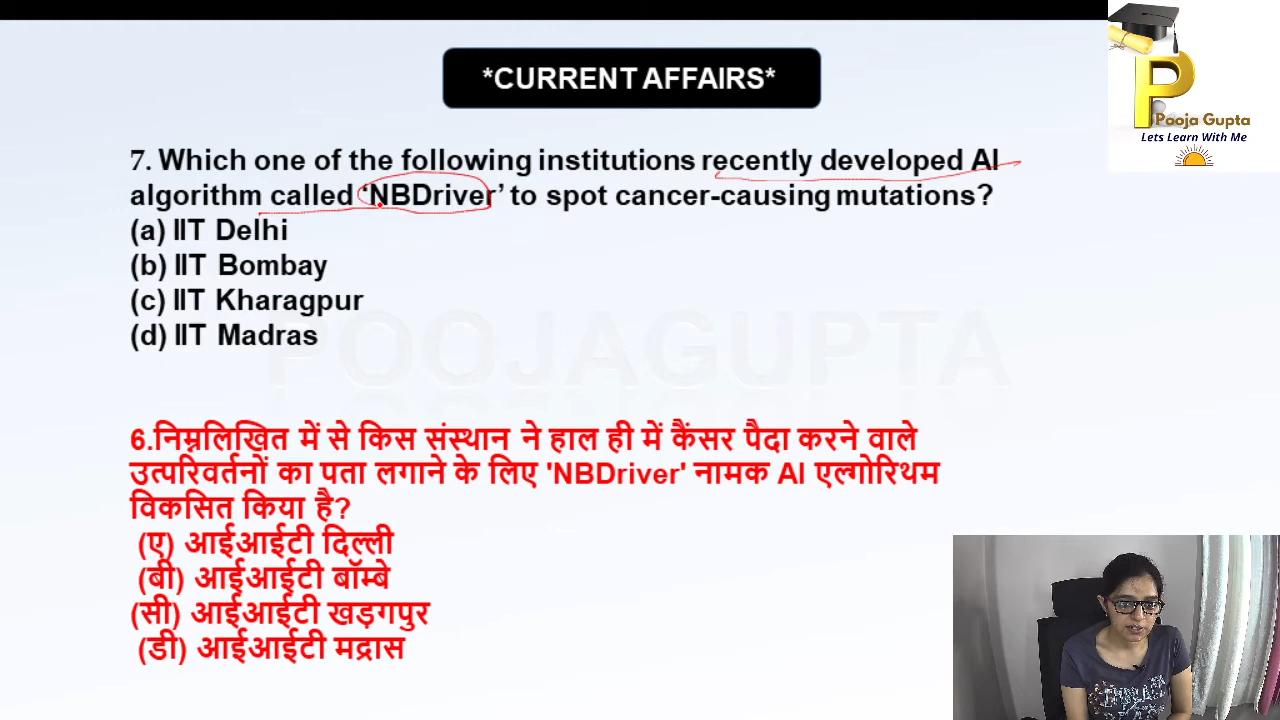 *CURRENT AFFAIRS*
Pooja Gupta
Lets Learn With Me
7. Which one of the following institutions recently developed AI
algorithm called ‘NBDriver’ to spot cancer-causing mutations?
(a) IIT Delhi
(b) IIT Bombay
(c) IIT Kharagpur
(d) IIT Madras
POOJAGUPTA
6.निम्नलिखित में से किस संस्थान ने हाल ही में कैंसर पैदा करने वाले
उत्परिवर्तनों का पता लगाने के लिए 'NBDriver' नामक AI एल्गोरिथम
विकसित किया है?
(ए) आईआईटी दिल्ली
(बी) आईआईटी बॉम्बे
(सी) आईआईटी खड़गपुर
(डी) आईआईटी मद्रास